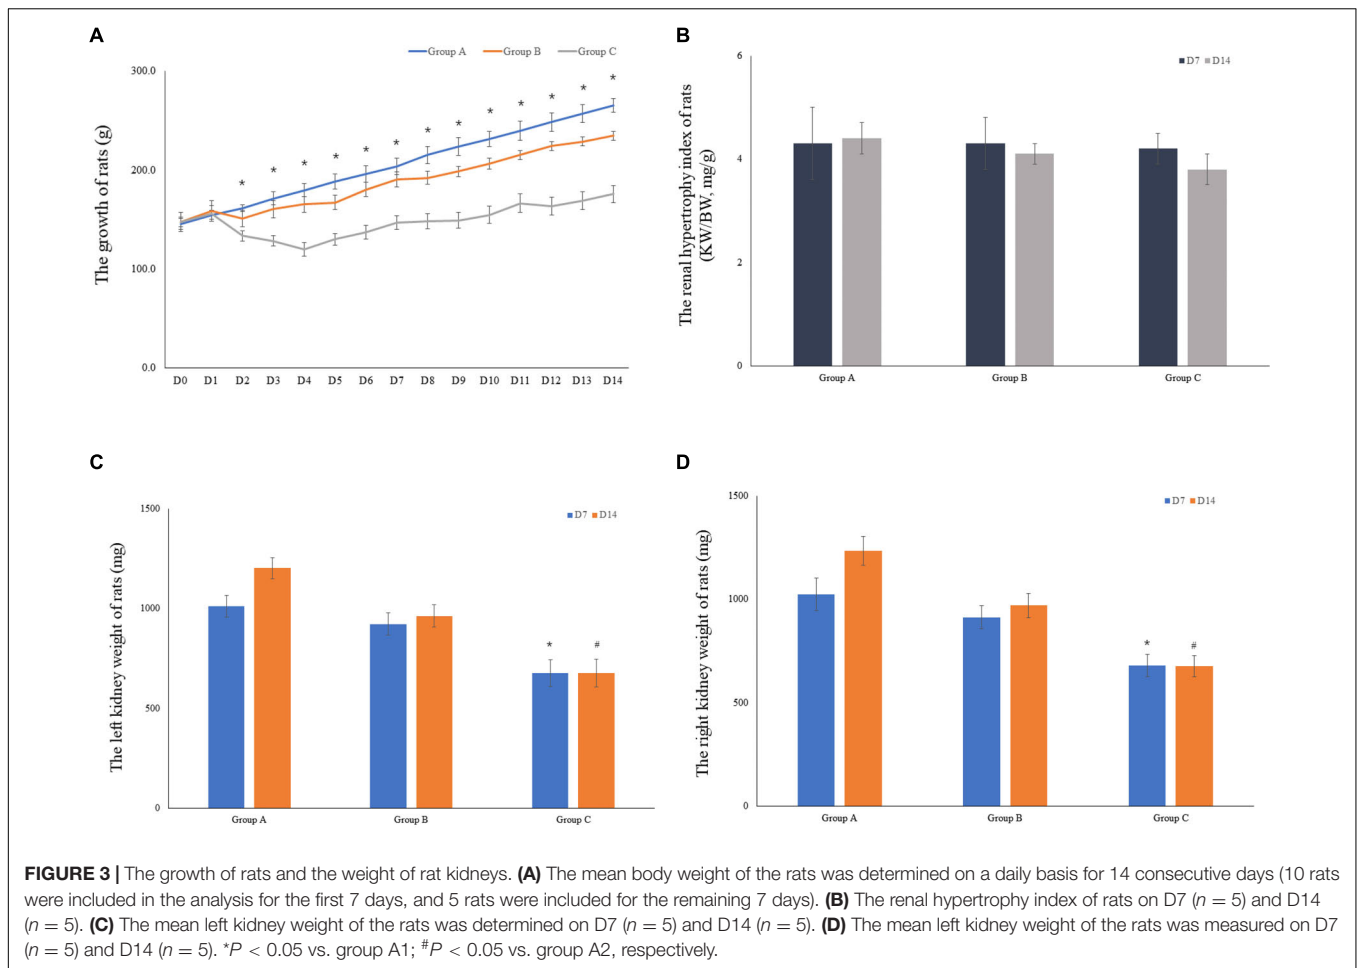 A
Group A Group B Group C
The growth of rats (g)
300.0
200.0
100.0
0.0
* * * * * * * * * * * * *
D0 D1 D2 D3 D4 D5 D6 D7 D8 D9 D10 D11 D12 D13 D14
B
D7 D14
The renal hypertrophy index of rats
(KW/BW, mg/g)
6
4
2
0
Group A Group B Group C
C
D7 D14
The left kidney weight of rats (mg)
1500
1000
500
0
* #
Group A Group B Group C
D
D7 D14
The right kidney weight of rats (mg)
1500
1000
500
0
* #
Group A Group B Group C
FIGURE 3 | The growth of rats and the weight of rat kidneys. (A) The mean body weight of the rats was determined on a daily basis for 14 consecutive days (10 rats
were included in the analysis for the first 7 days, and 5 rats were included for the remaining 7 days). (B) The renal hypertrophy index of rats on D7 (n = 5) and D14
(n = 5). (C) The mean left kidney weight of the rats was determined on D7 (n = 5) and D14 (n = 5). (D) The mean left kidney weight of the rats was measured on D7
(n = 5) and D14 (n = 5). *P < 0.05 vs. group A1; #P < 0.05 vs. group A2, respectively.